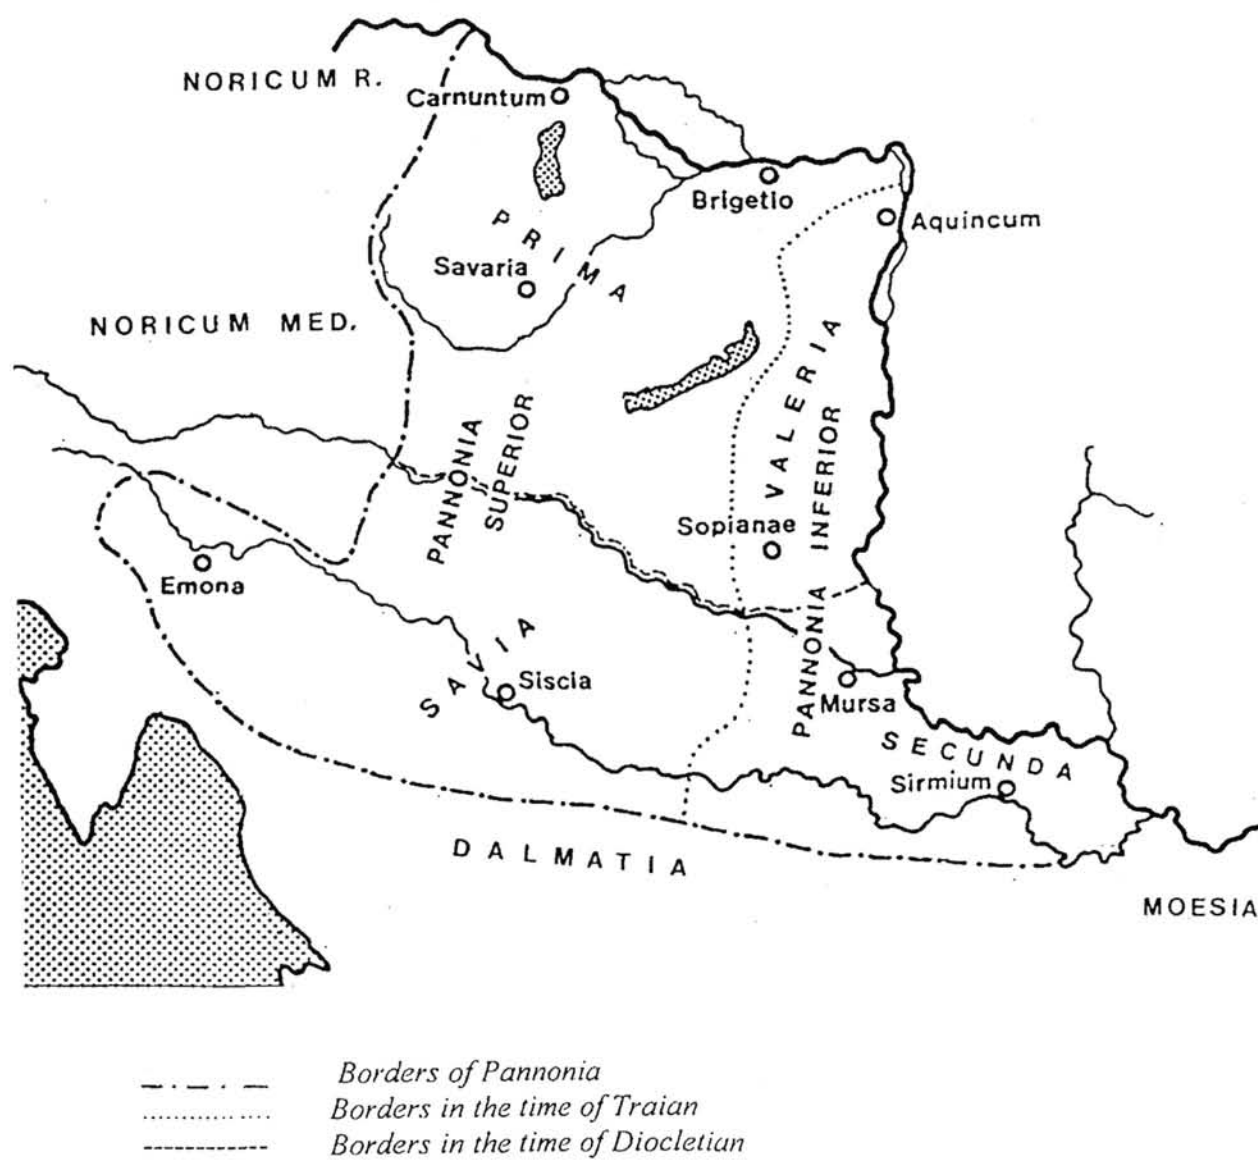 NORICUM R.
Carnuntum
Brigetio
Aquincum
PRIMA
Savaria
NORICUM MED.
VALERIA
PANNONIA
SUPERIOR
PANNONIA INFERIOR
Sopianae
Emona
SAVIA
Siscia
Mursa
SECUNDA
Sirmium
DALMATIA
MOESIA
Borders of Pannonia
Borders in the time of Traian
Borders in the time of Diocletian